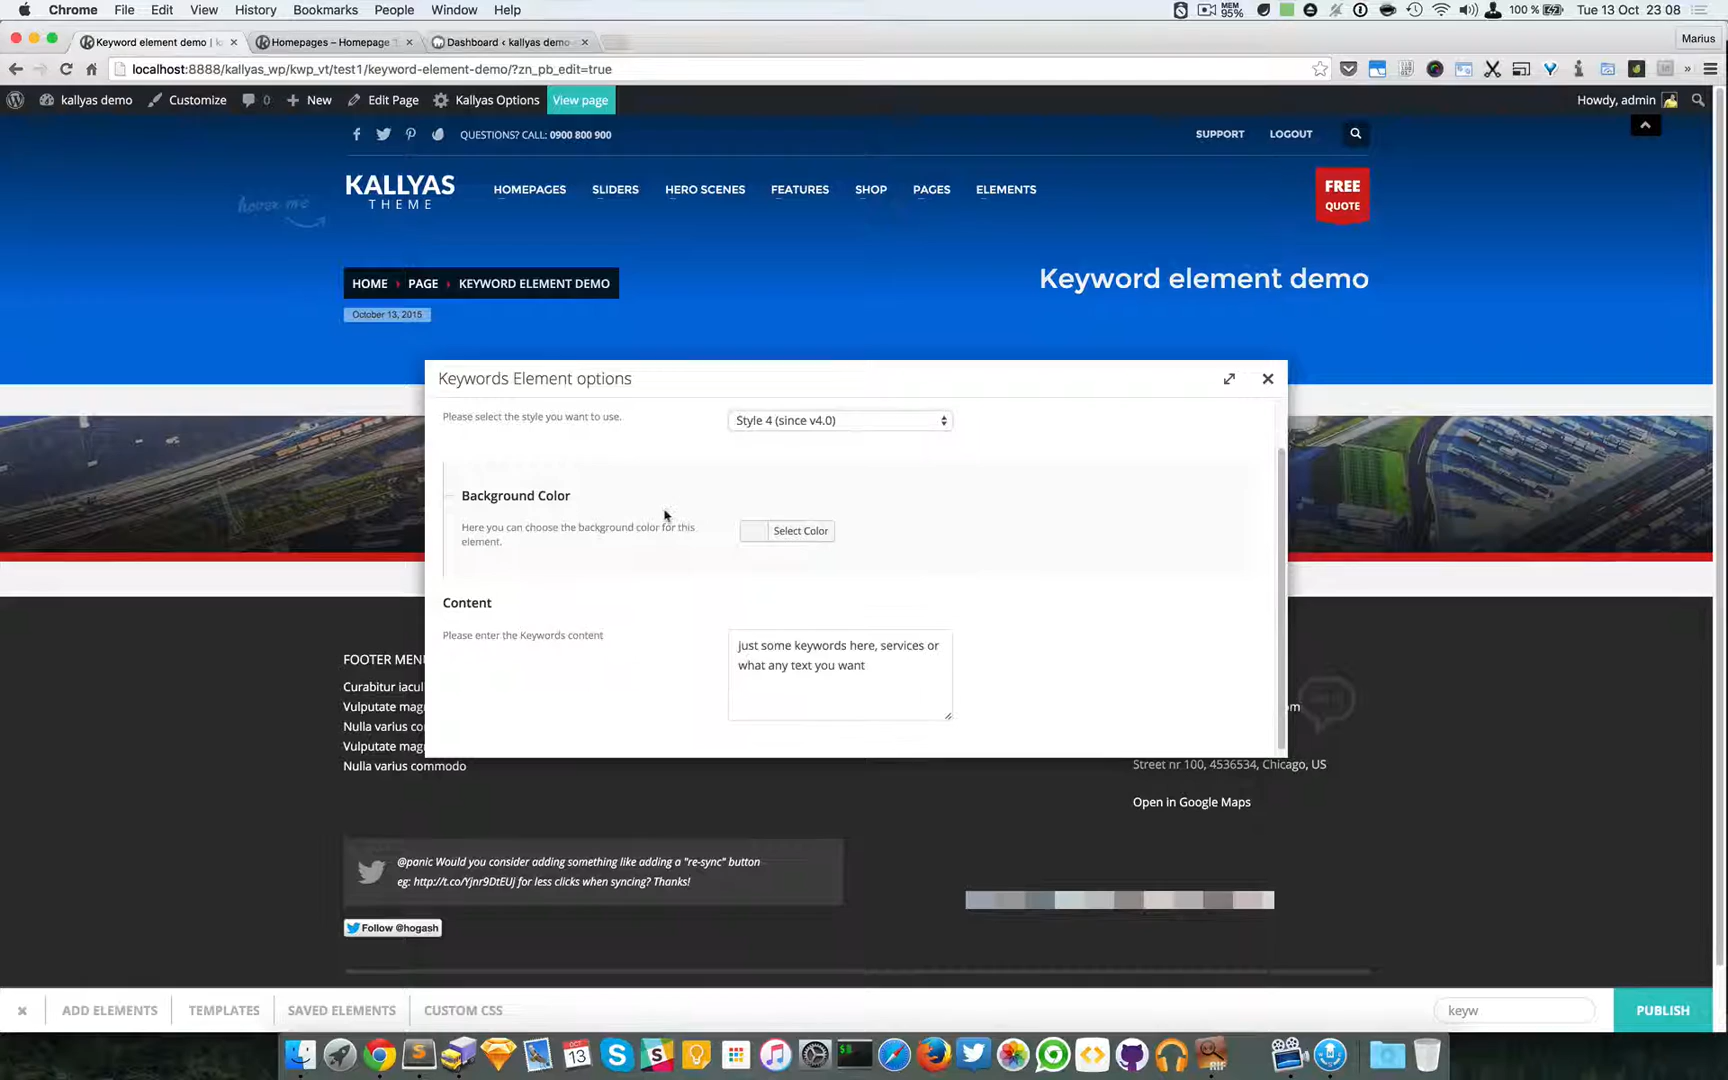 Chrome File Edit View History Bookmarks People Window Help MEM 95% 100 % Tue 13 Oct 23 08
Keyword element demo | k Homepages – Homepage Dashboard ‹ kallyas demo Marius
localhost:8888/kallyas_wp/kwp_vt/test1/keyword-element-demo/?zn_pb_edit=true
kallyas demo Customize 0 New Edit Page Kallyas Options View page Howdy, admin
QUESTIONS? CALL: 0900 800 900 SUPPORT LOGOUT
KALLYAS
THEME
HOMEPAGES SLIDERS HERO SCENES FEATURES SHOP PAGES ELEMENTS
FREE
QUOTE
hover me
HOME PAGE KEYWORD ELEMENT DEMO
Keyword element demo
October 13, 2015
Keywords Element options
Please select the style you want to use.
Style 4 (since v4.0)
Background Color
Here you can choose the background color for this
element.
Select Color
Content
Please enter the Keywords content
just some keywords here, services or
what any text you want
FOOTER MENU
Curabitur iacul
Vulputate magn
Nulla varius co
Vulputate magn
Nulla varius commodo
om
Street nr 100, 4536534, Chicago, US
Open in Google Maps
@panic Would you consider adding something like adding a "re-sync" button
eg: http://t.co/Yjnr9DtEUj for less clicks when syncing? Thanks!
Follow @hogash
ADD ELEMENTS TEMPLATES SAVED ELEMENTS CUSTOM CSS keyw PUBLISH